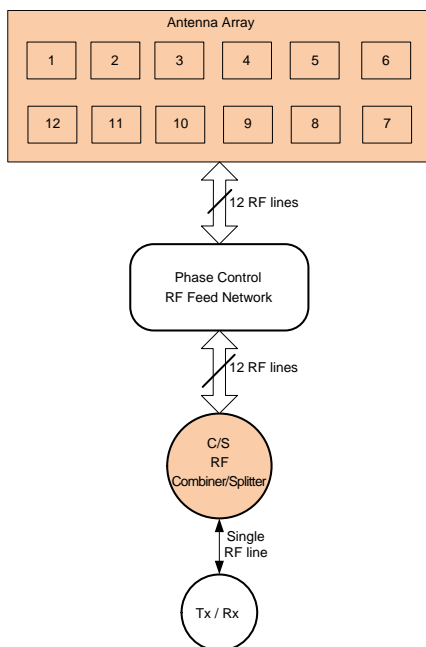 Antenna Array
1 2 3 4 5 6
12 11 10 9 8 7
12 RF lines
Phase Control
RF Feed Network
12 RF lines
C/S
RF
Combiner/Splitter
Single
RF line
Tx / Rx